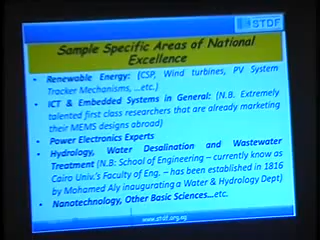 STDF
Sample Specific Areas of National
Excellence
• Renewable Energy: (CSP, Wind turbines, PV System
Tracker Mechanisms, ...etc.)
• ICT & Embedded Systems in General: (N.B. Extremely
talented first class researchers that are already marketing
their MEMS designs abroad)
• Power Electronics Experts
• Hydrology, Water Desalination and Wastewater
Treatment (N.B: School of Engineering – currently know as
Cairo Univ.'s Faculty of Eng. – has been established in 1816
by Mohamed Aly inaugurating a Water & Hydrology Dept)
• Nanotechnology, Other Basic Sciences...etc.
www.stdf.org.eg